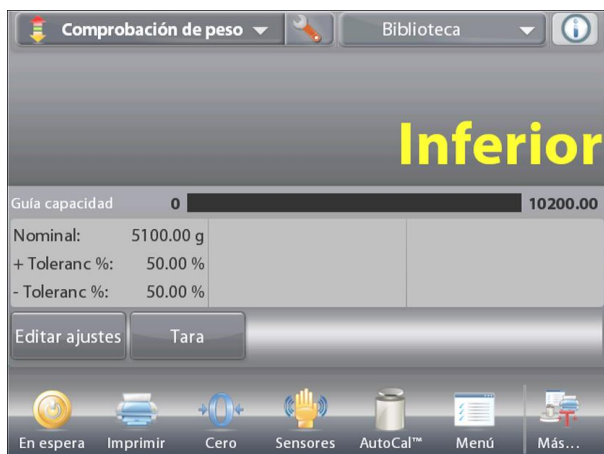 Comprobación de peso
Biblioteca
Inferior
Guía capacidad 0 10200.00
Nominal: 5100.00 g
+ Toleranc %: 50.00 %
- Toleranc %: 50.00 %
Editar ajustes Tara
En espera Imprimir Cero Sensores AutoCal™ Menú Más...